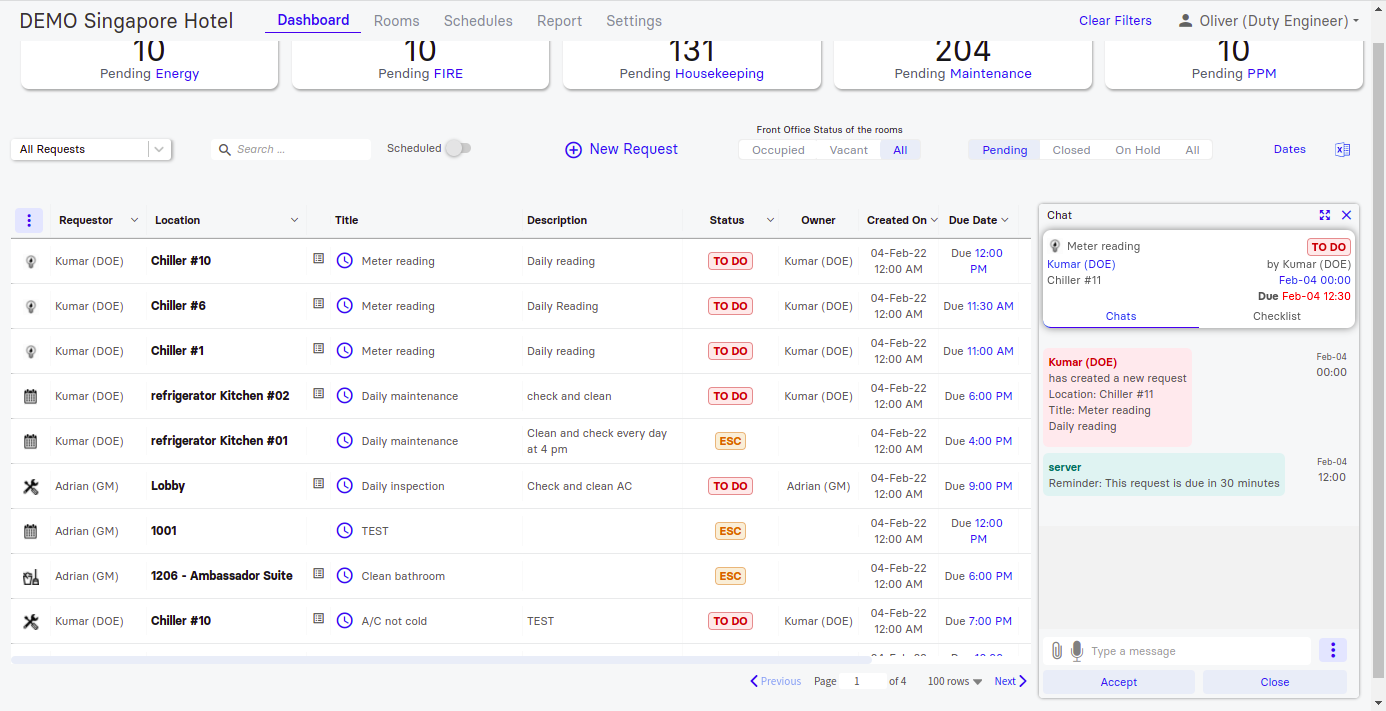 DEMO Singapore Hotel Dashboard Rooms Schedules Report Settings Clear Filters Oliver (Duty Engineer)
10 10 131 204 10
Pending Energy Pending FIRE Pending Housekeeping Pending Maintenance Pending PPM
Front Office Status of the rooms
All Requests Search ... Scheduled New Request Occupied Vacant All Pending Closed On Hold All Dates
Requestor Location Title Description Status Owner Created On Due Date
Kumar (DOE) Chiller #10 Meter reading Daily reading TO DO Kumar (DOE) 04-Feb-22 12:00 AM Due 12:00 PM
Kumar (DOE) Chiller #6 Meter reading Daily Reading TO DO Kumar (DOE) 04-Feb-22 12:00 AM Due 11:30 AM
Kumar (DOE) Chiller #1 Meter reading Daily reading TO DO Kumar (DOE) 04-Feb-22 12:00 AM Due 11:00 AM
Kumar (DOE) refrigerator Kitchen #02 Daily maintenance check and clean TO DO Kumar (DOE) 04-Feb-22 12:00 AM Due 6:00 PM
Kumar (DOE) refrigerator Kitchen #01 Daily maintenance Clean and check every day at 4 pm ESC 04-Feb-22 12:00 AM Due 4:00 PM
Adrian (GM) Lobby Daily inspection Check and clean AC TO DO Adrian (GM) 04-Feb-22 12:00 AM Due 9:00 PM
Adrian (GM) 1001 TEST ESC 04-Feb-22 12:00 AM Due 12:00 PM
Adrian (GM) 1206 - Ambassador Suite Clean bathroom ESC 04-Feb-22 12:00 AM Due 6:00 PM
Kumar (DOE) Chiller #10 A/C not cold TEST TO DO Kumar (DOE) 04-Feb-22 12:00 AM Due 7:00 PM
Previous Page 1 of 4 100 rows Next
Chat
Meter reading TO DO
Kumar (DOE) by Kumar (DOE)
Chiller #11 Feb-04 00:00
Due Feb-04 12:30
Chats Checklist
Kumar (DOE) Feb-04
has created a new request 00:00
Location: Chiller #11
Title: Meter reading
Daily reading
server Feb-04
Reminder: This request is due in 30 minutes 12:00
Type a message
Accept Close